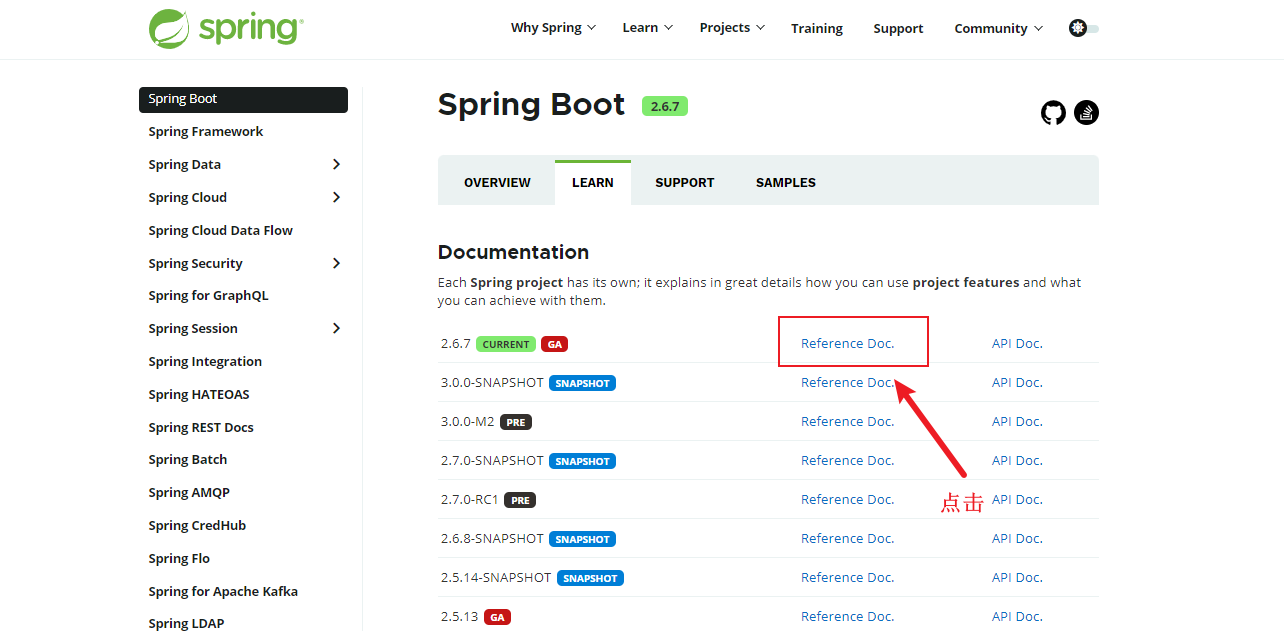 spring
Why Spring Learn Projects Training Support Community
Spring Boot
Spring Framework
Spring Data
Spring Cloud
Spring Cloud Data Flow
Spring Security
Spring for GraphQL
Spring Session
Spring Integration
Spring HATEOAS
Spring REST Docs
Spring Batch
Spring AMQP
Spring CredHub
Spring Flo
Spring for Apache Kafka
Spring LDAP
Spring Boot 2.6.7
OVERVIEW LEARN SUPPORT SAMPLES
Documentation
Each Spring project has its own; it explains in great details how you can use project features and what
you can achieve with them.
2.6.7 CURRENT GA Reference Doc. API Doc.
3.0.0-SNAPSHOT SNAPSHOT Reference Doc. API Doc.
3.0.0-M2 PRE Reference Doc. API Doc.
2.7.0-SNAPSHOT SNAPSHOT Reference Doc. API Doc.
2.7.0-RC1 PRE Reference Doc. API Doc.
点击
2.6.8-SNAPSHOT SNAPSHOT Reference Doc. API Doc.
2.5.14-SNAPSHOT SNAPSHOT Reference Doc. API Doc.
2.5.13 GA Reference Doc. API Doc.